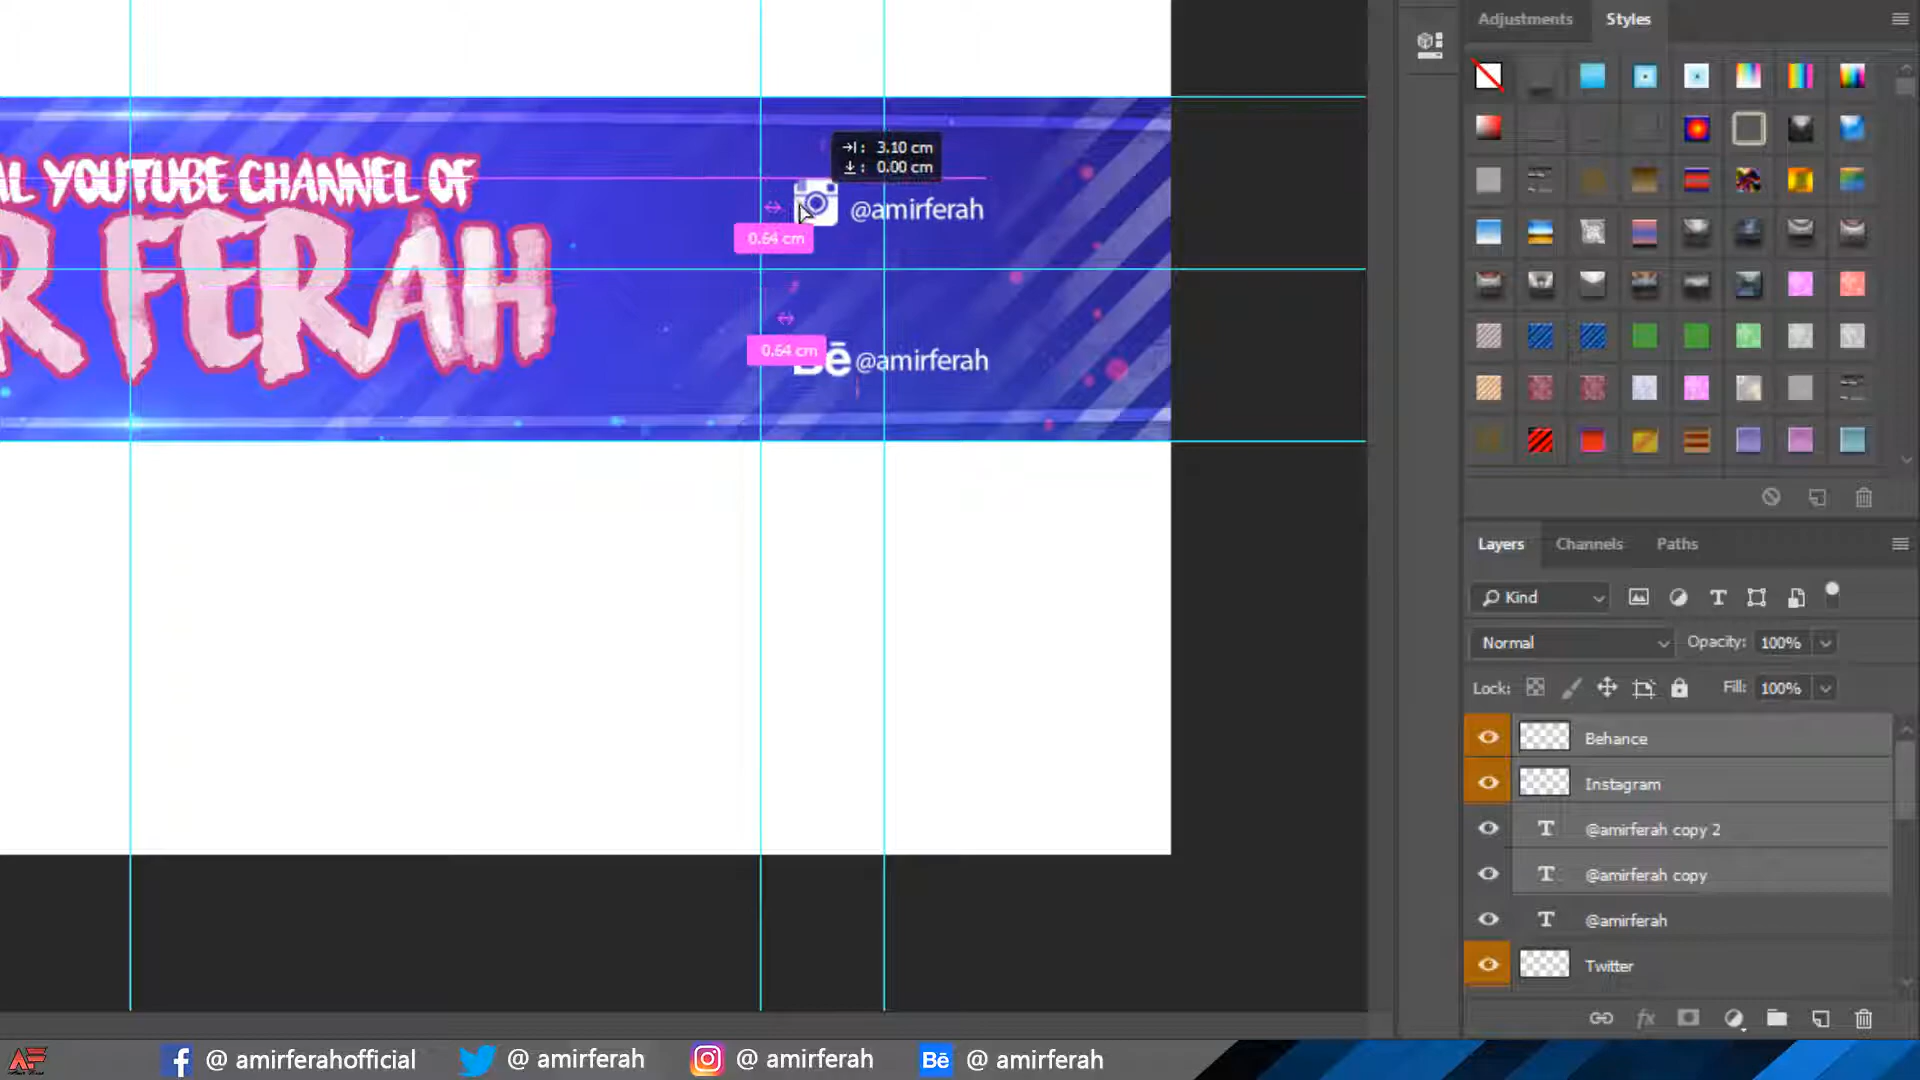 Adjustments
Styles
3.10 cm
0.00 cm
AL YOUTUBE CHANNEL OF
@amirferah
0.64 cm
R FERAH
0.64 cm
Bē @amirferah
Layers
Channels
Paths
Kind
Normal
Opacity: 100%
Lock:
Fill: 100%
Behance
Instagram
T @amirferah copy 2
T @amirferah copy
T @amirferah
Twitter
fx
AF
f @ amirferahofficial
@ amirferah
@ amirferah
Bē @ amirferah